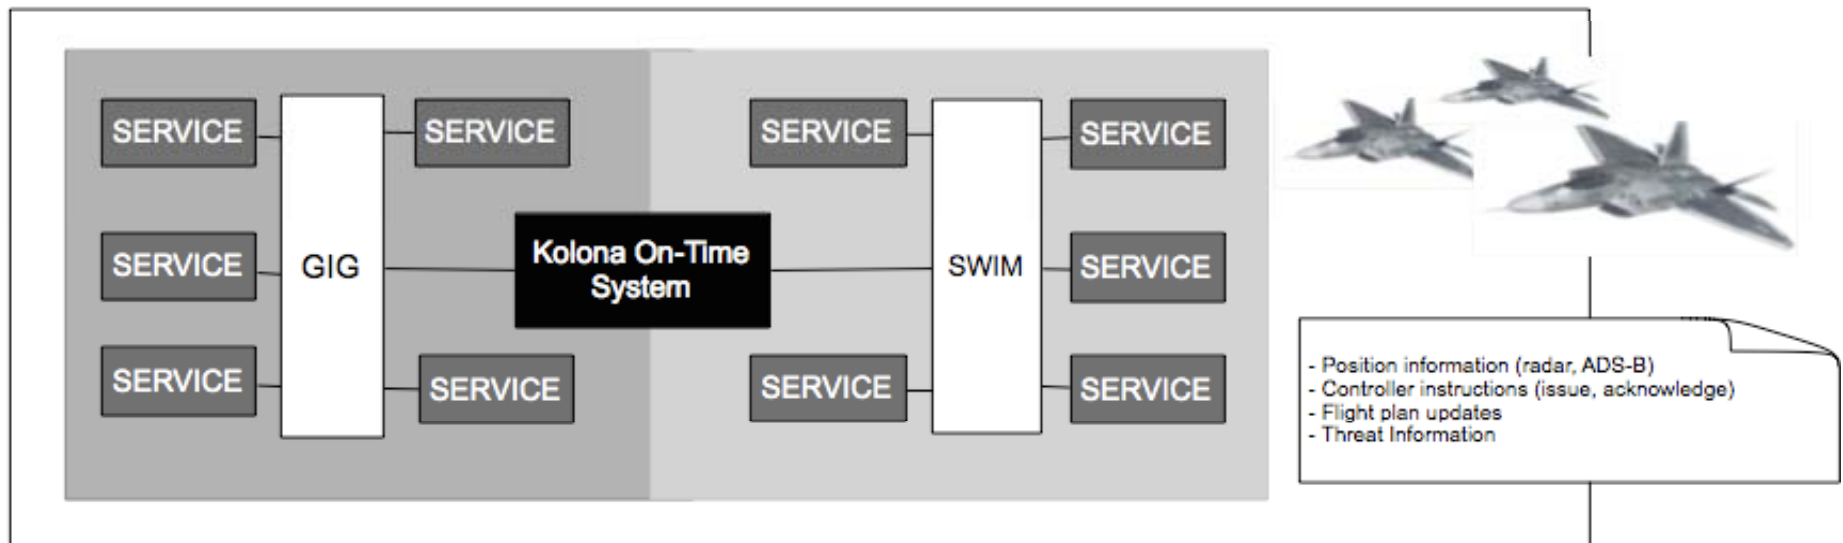 SERVICE
SERVICE
SERVICE
SERVICE
SERVICE
GIG
Kolona On-Time
System
SERVICE
SWIM
SERVICE
SERVICE
SERVICE
SERVICE
- Position information (radar, ADS-B)
- Controller instructions (issue, acknowledge)
- Flight plan updates
- Threat Information